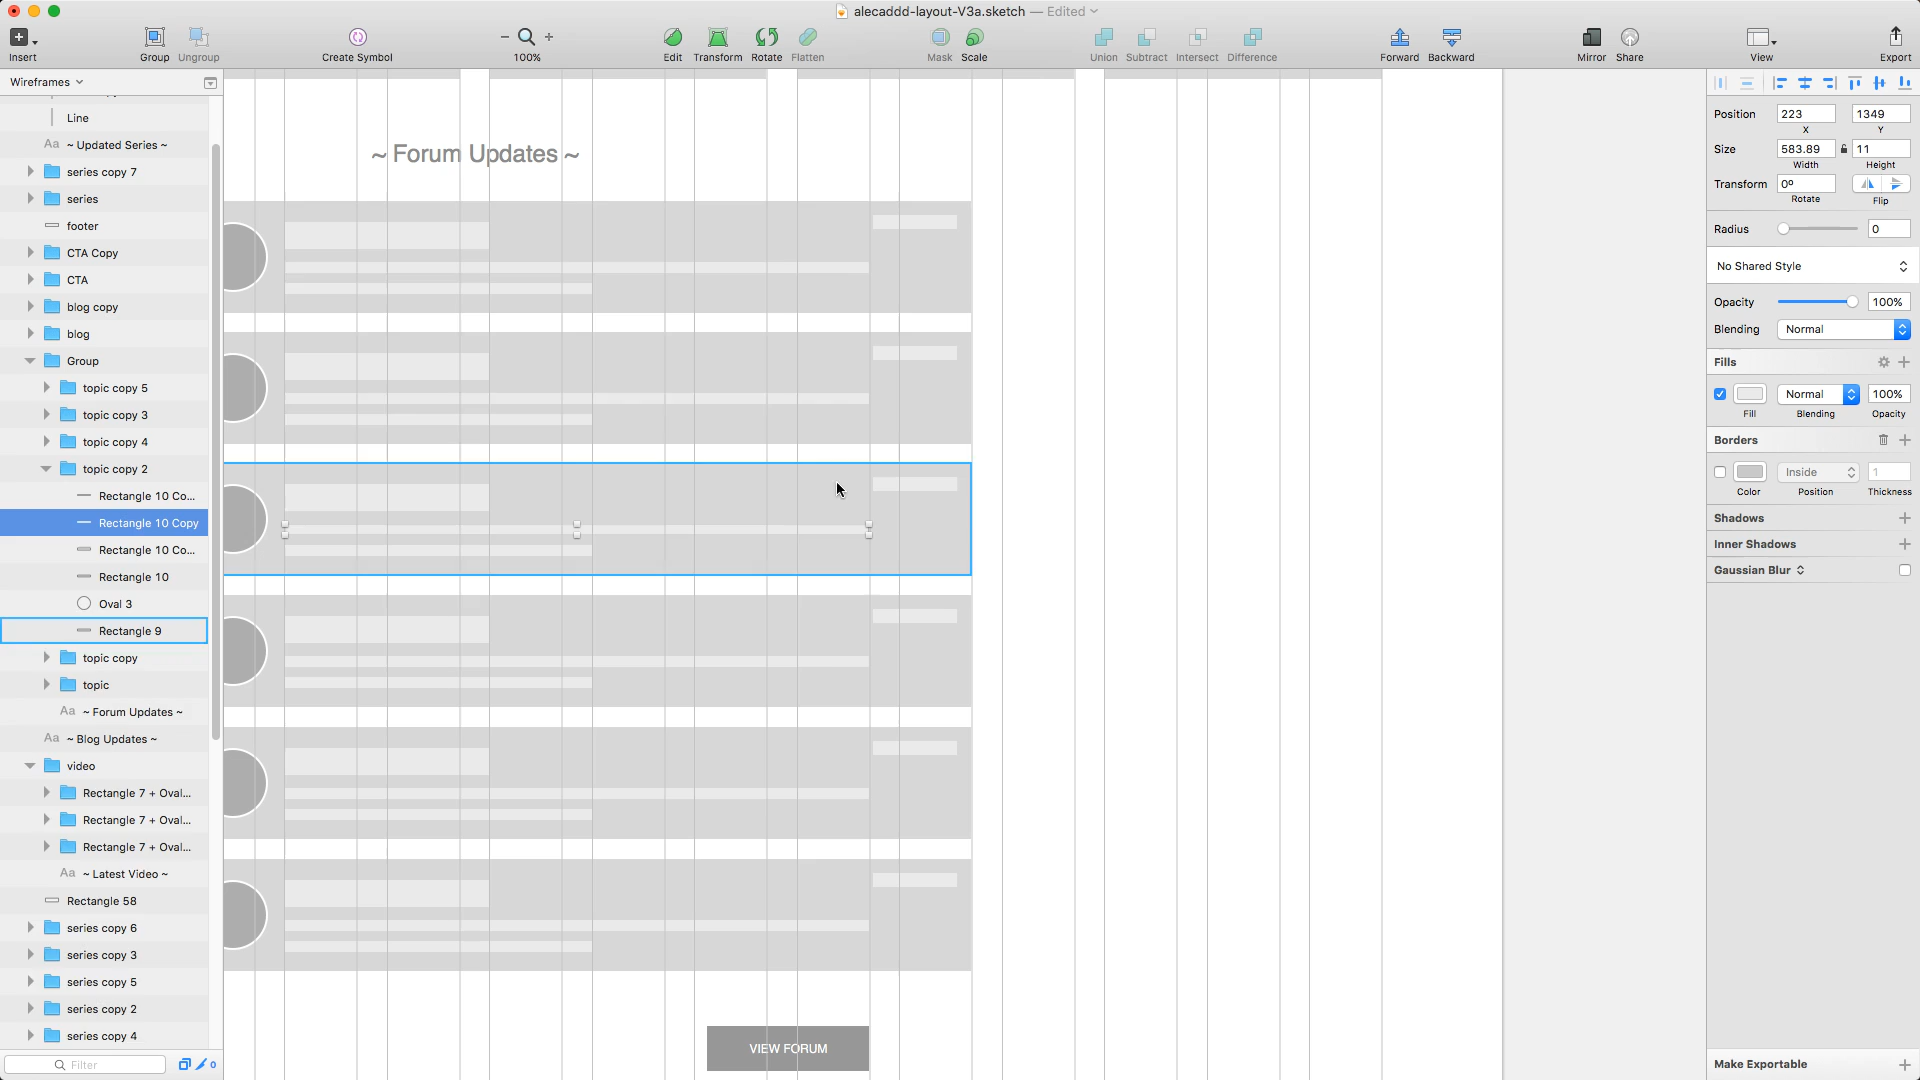 alecaddd-layout-V3a.sketch — Edited
Insert
Group
Ungroup
Create Symbol
100%
Edit
Transform
Rotate
Flatten
Mask
Scale
Union
Subtract
Intersect
Difference
Forward
Backward
Mirror
Share
View
Export
Wireframes
Line
Aa ~ Updated Series ~
series copy 7
series
footer
CTA Copy
CTA
blog copy
blog
Group
topic copy 5
topic copy 3
topic copy 4
topic copy 2
Rectangle 10 Co...
Rectangle 10 Copy
Rectangle 10 Co...
Rectangle 10
Oval 3
Rectangle 9
topic copy
topic
Aa ~ Forum Updates ~
Aa ~ Blog Updates ~
video
Rectangle 7 + Oval...
Rectangle 7 + Oval...
Rectangle 7 + Oval...
Aa ~ Latest Video ~
Rectangle 58
series copy 6
series copy 3
series copy 5
series copy 2
series copy 4
Filter
0
~ Forum Updates ~
VIEW FORUM
Position 223 1349
X Y
Size 583.89 11
Width Height
Transform 0º
Rotate Flip
Radius 0
No Shared Style
Opacity 100%
Blending Normal
Fills
Normal 100%
Fill Blending Opacity
Borders
Inside 1
Color Position Thickness
Shadows
Inner Shadows
Gaussian Blur
Make Exportable